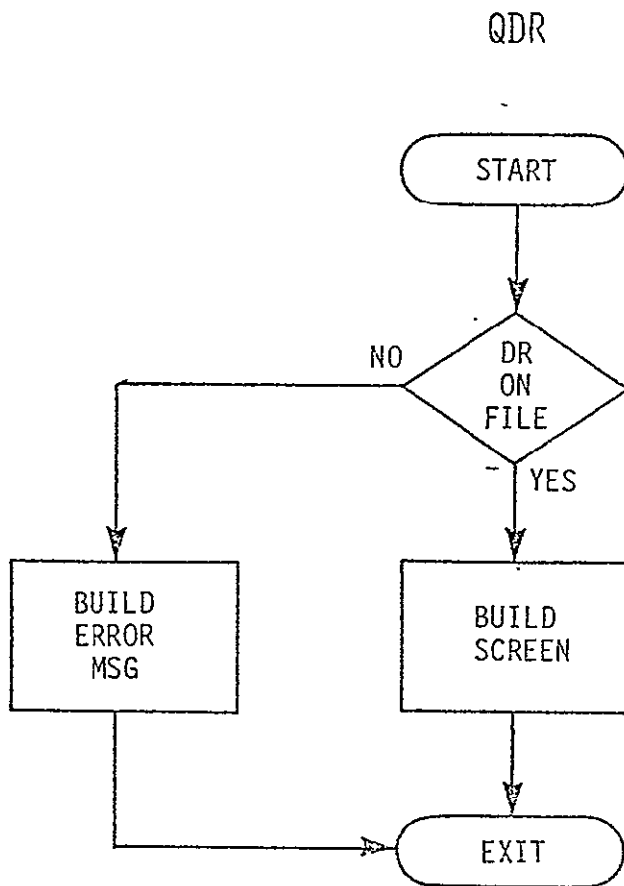 QDR
START
NO
DR
ON
FILE
YES
BUILD
ERROR
MSG
BUILD
SCREEN
EXIT